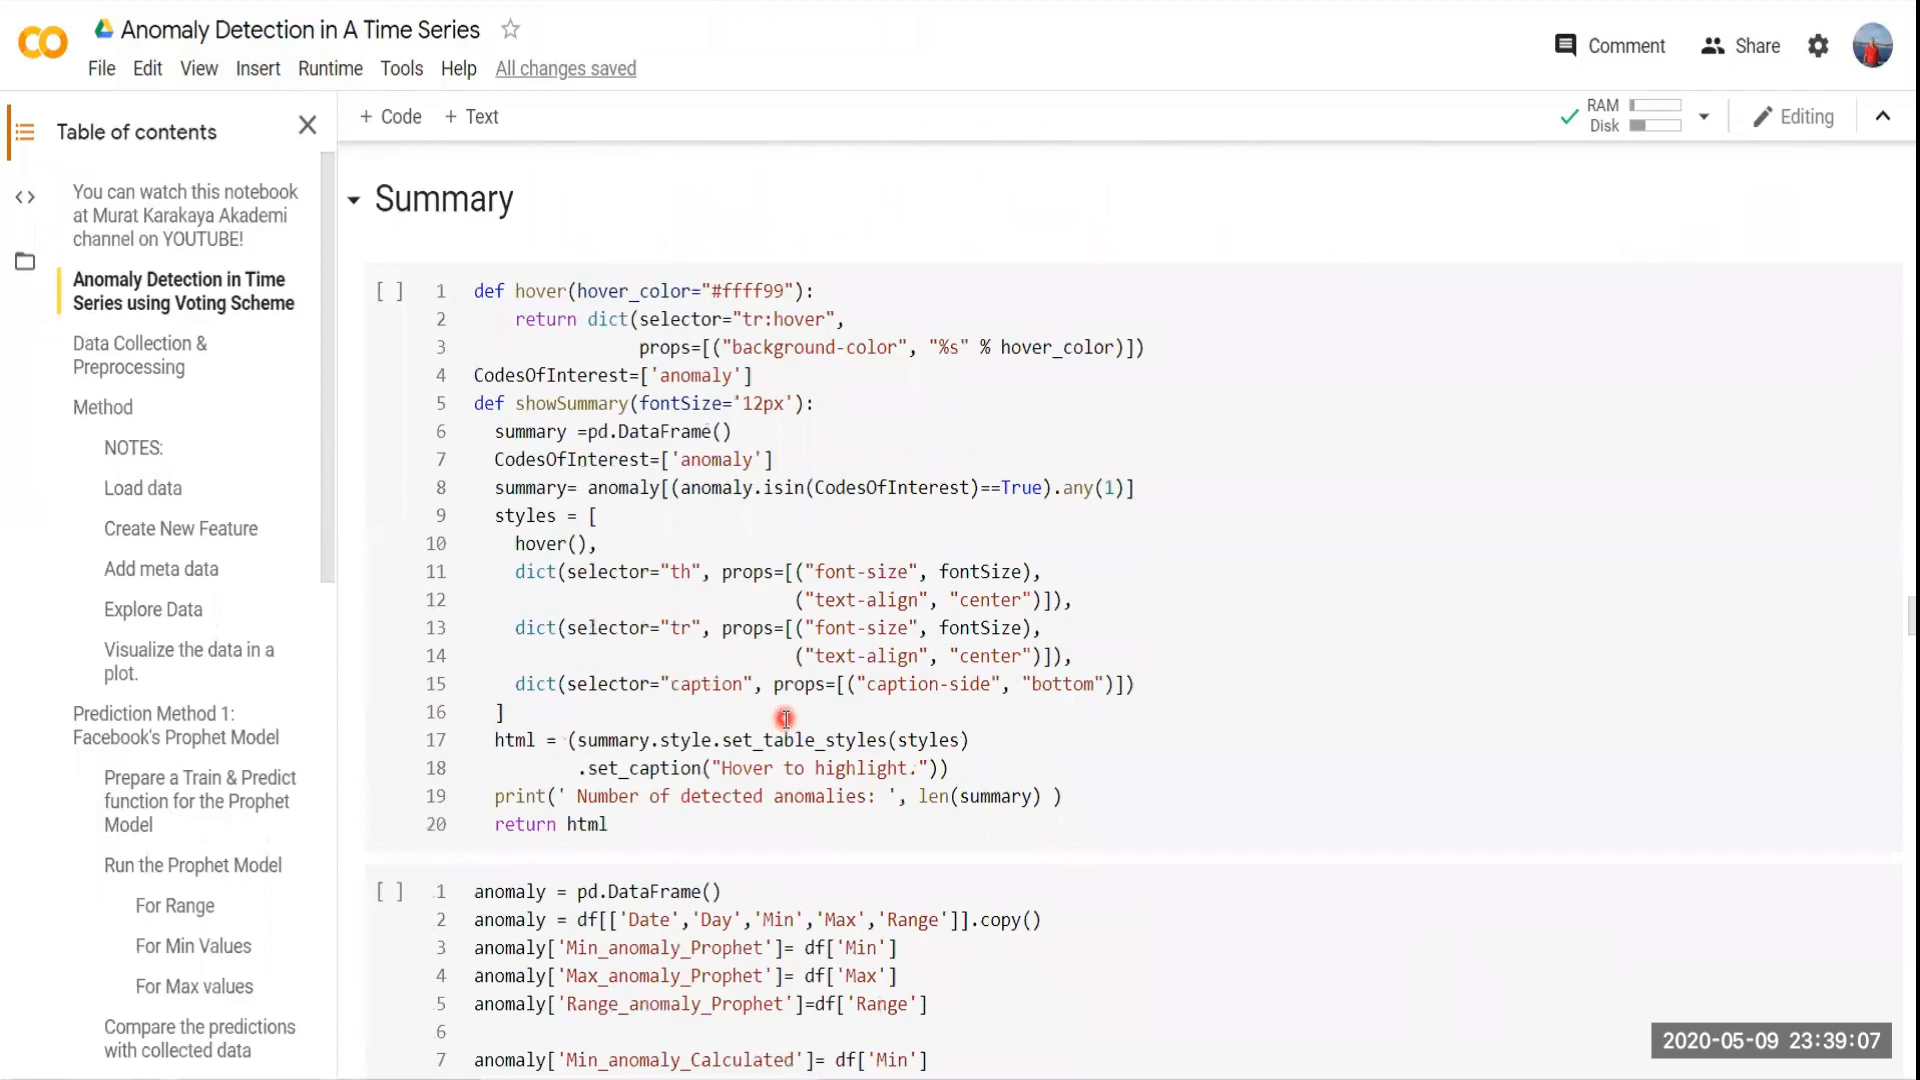 CO
Anomaly Detection in A Time Series
File Edit View Insert Runtime Tools Help All changes saved
Comment Share
Table of contents
You can watch this notebook
at Murat Karakaya Akademi
channel on YOUTUBE!
Anomaly Detection in Time
Series using Voting Scheme
Data Collection &
Preprocessing
Method
NOTES:
Load data
Create New Feature
Add meta data
Explore Data
Visualize the data in a
plot.
Prediction Method 1:
Facebook's Prophet Model
Prepare a Train & Predict
function for the Prophet
Model
Run the Prophet Model
For Range
For Min Values
For Max values
Compare the predictions
with collected data
+ Code + Text
RAM
Disk
Editing
Summary
[ ] 1 def hover(hover_color="#ffff99"):
2     return dict(selector="tr:hover",
3                 props=[("background-color", "%s" % hover_color)])
4 CodesOfInterest=['anomaly']
5 def showSummary(fontSize='12px'):
6   summary =pd.DataFrame()
7   CodesOfInterest=['anomaly']
8   summary= anomaly[(anomaly.isin(CodesOfInterest)==True).any(1)]
9   styles = [
10     hover(),
11     dict(selector="th", props=[("font-size", fontSize),
12                                ("text-align", "center")]),
13     dict(selector="tr", props=[("font-size", fontSize),
14                                ("text-align", "center")]),
15     dict(selector="caption", props=[("caption-side", "bottom")])
16   ]
17   html = (summary.style.set_table_styles(styles)
18           .set_caption("Hover to highlight."))
19   print(' Number of detected anomalies: ', len(summary) )
20   return html
[ ] 1 anomaly = pd.DataFrame()
2 anomaly = df[['Date','Day','Min','Max','Range']].copy()
3 anomaly['Min_anomaly_Prophet']= df['Min']
4 anomaly['Max_anomaly_Prophet']= df['Max']
5 anomaly['Range_anomaly_Prophet']=df['Range']
6
7 anomaly['Min_anomaly_Calculated']= df['Min']
2020-05-09 23:39:07